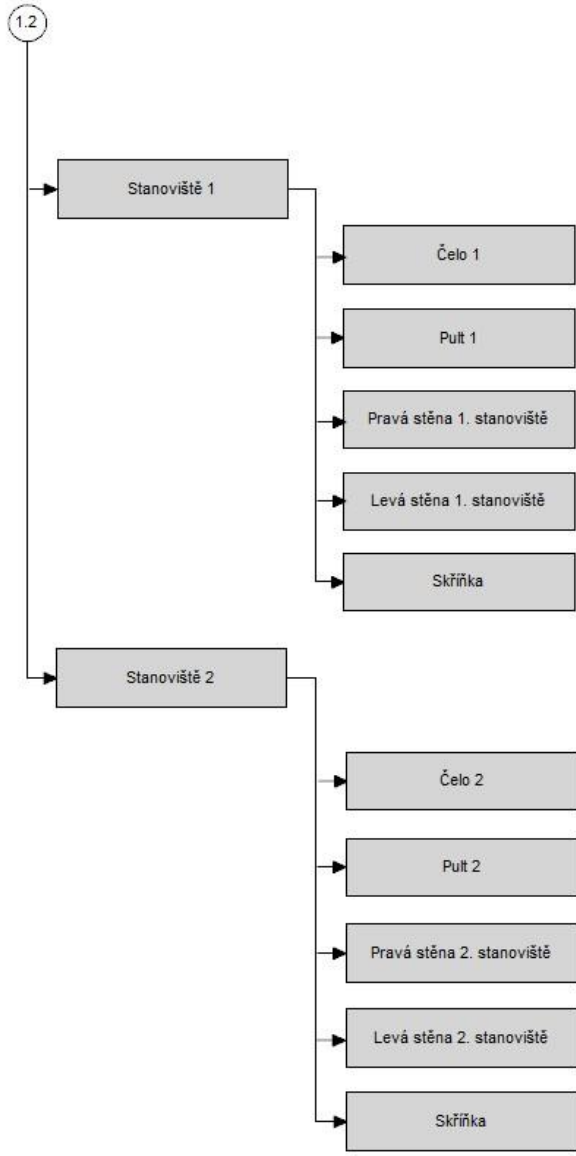 1.2
Stanoviště 1
Čelo 1
Pult 1
Pravá stěna 1. stanoviště
Levá stěna 1. stanoviště
Skříňka
Stanoviště 2
Čelo 2
Pult 2
Pravá stěna 2. stanoviště
Levá stěna 2. stanoviště
Skříňka